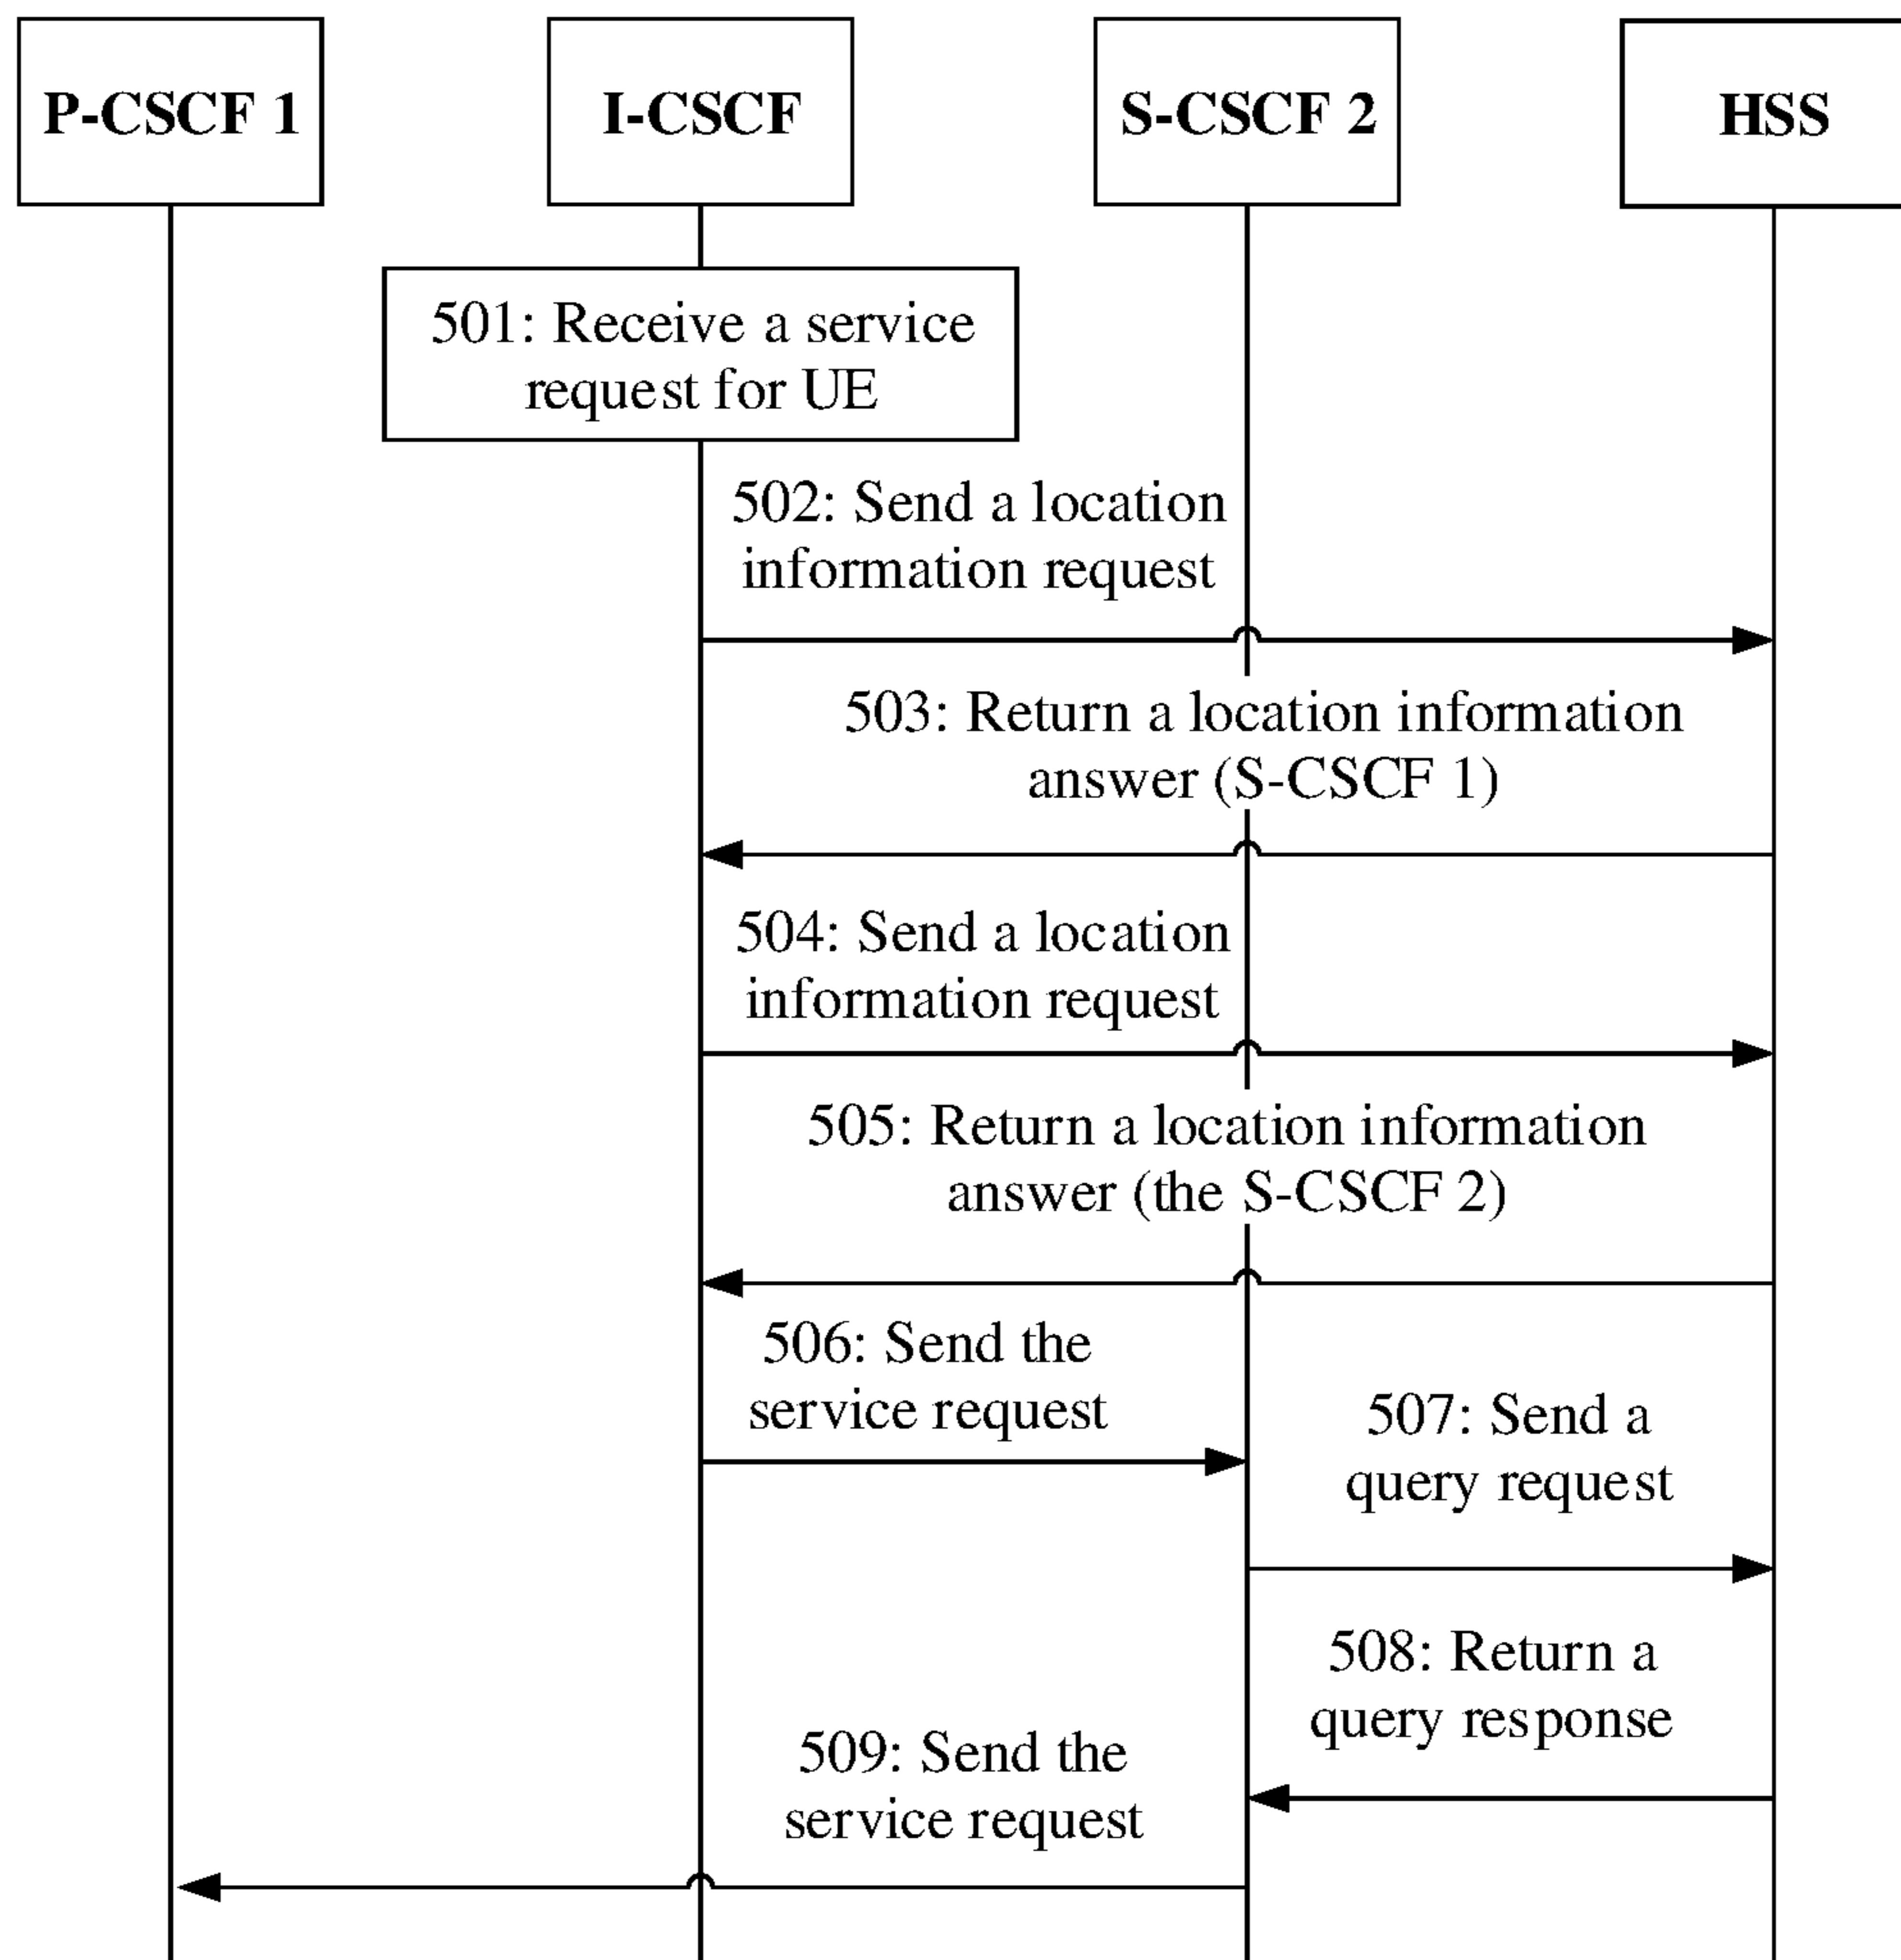 P-CSCF 1
I-CSCF
S-CSCF 2
HSS
501: Receive a service
request for UE
502: Send a location
information request
503: Return a location information
answer (S-CSCF 1)
504: Send a location
information request
505: Return a location information
answer (the S-CSCF 2)
506: Send the
service request
507: Send a
query request
508: Return a
query response
509: Send the
service request